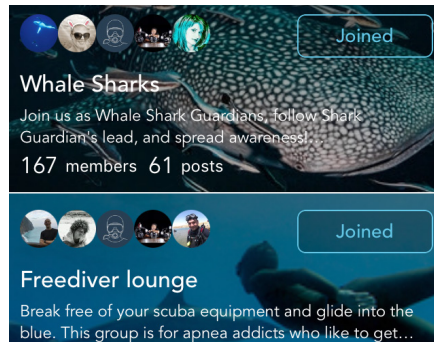 Joined
Whale Sharks
Join us as Whale Shark Guardians, follow Shark
Guardian's lead, and spread awareness!...
167 members 61 posts
Joined
Freediver lounge
Break free of your scuba equipment and glide into the
blue. This group is for apnea addicts who like to get...